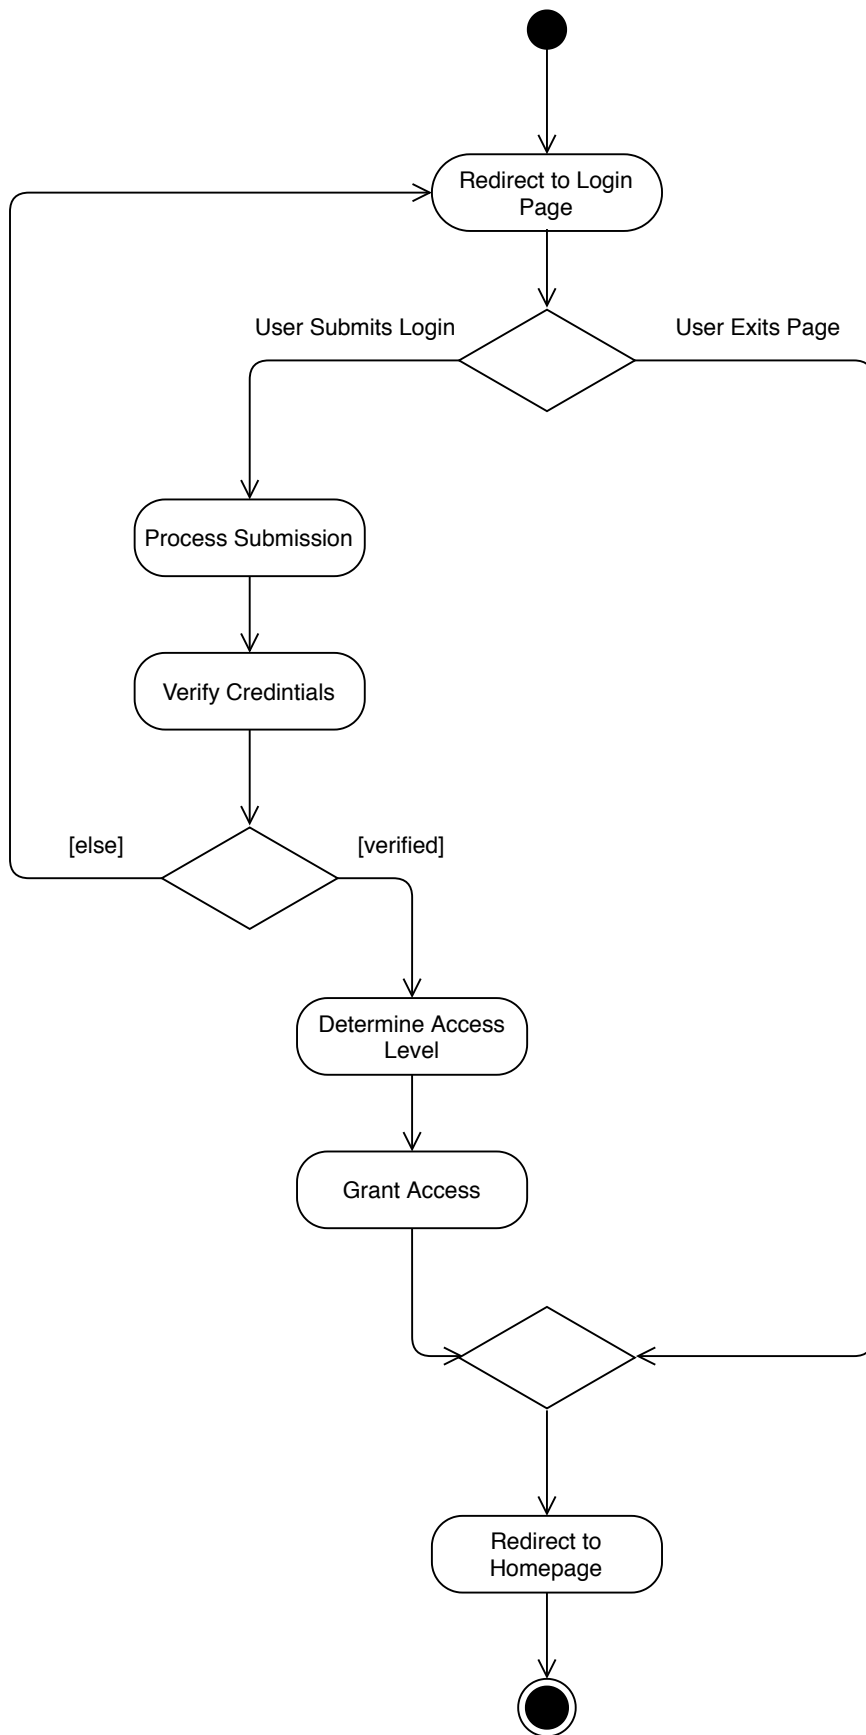 Redirect to Login
Page
User Submits Login
User Exits Page
Process Submission
Verify Credintials
[else]
[verified]
Determine Access
Level
Grant Access
Redirect to
Homepage